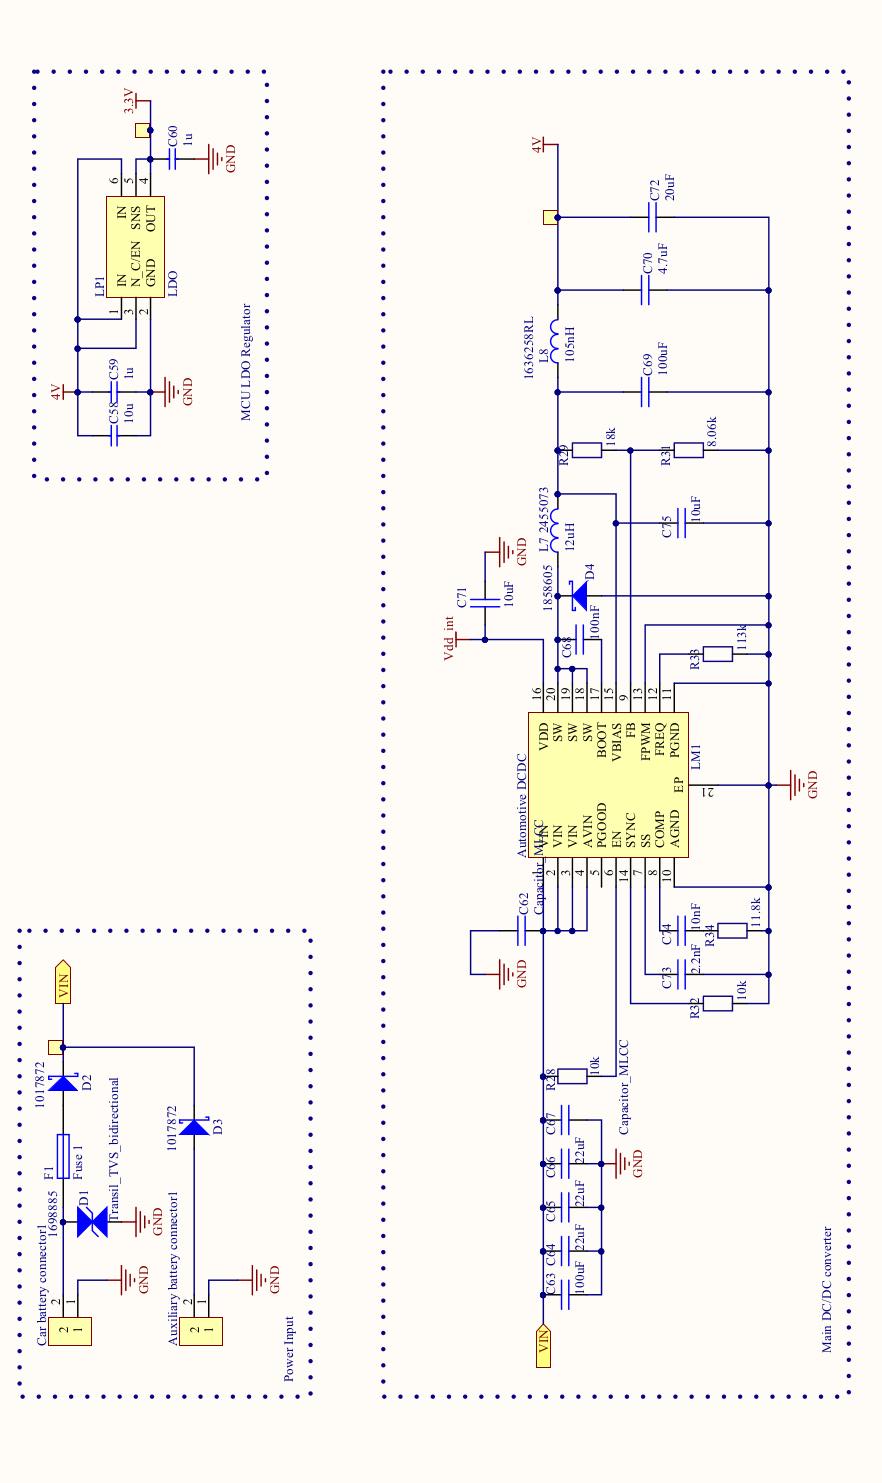 3.3V
C60
1u
GND
6
5
4
IN
SNS
OUT
IN
N_C/EN
GND
LP1
LDO
1
3
2
4V
C59
1u
C58
10u
GND
MCU LDO Regulator
VIN
1017872
D2
F1
Fuse 1
1698885
D1
Transil_TVS_bidirectional
GND
1017872
D3
Car battery connector1
2
1
2
1
GND
Auxiliary battery connector1
2
1
2
1
GND
Power Input
4V
C72
20uF
C70
4.7uF
1636258RL
L8
105nH
C69
100uF
R29
18k
R31
8.06k
L7 2455073
12uH
C75
10uF
GND
C71
10uF
Vdd_int
1858605
D4
C68
100nF
R33
113k
16
20
19
18
17
15
9
13
12
11
VDD
SW
SW
SW
BOOT
VBIAS
FB
FPWM
FREQ
PGND
Automotive DCDC
LM1
EP
21
GND
VIN
VIN
VIN
AVIN
PGOOD
EN
SYNC
SS
COMP
AGND
1
2
3
4
5
6
14
7
8
10
Capacitor_MLCC
C62
GND
C74
10nF
R34
11.8k
C73
2.2nF
R32
10k
R28
10k
Capacitor_MLCC
C67
C66
22uF
C65
22uF
C64
22uF
C63
100uF
GND
VIN
Main DC/DC converter